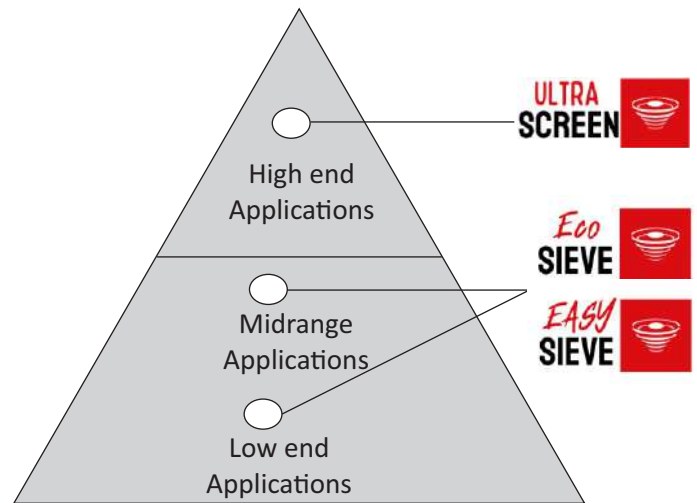 High end
Applications
Midrange
Applications
Low end
Applications
ULTRA
SCREEN
Eco
SIEVE
EASY
SIEVE